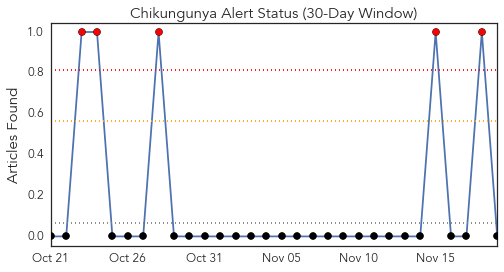 Chikungunya Alert Status (30-Day Window)
Articles Found
1.0
0.8
0.6
0.4
0.2
0.0
Oct 21 Oct 26 Oct 31 Nov 05 Nov 10 Nov 15